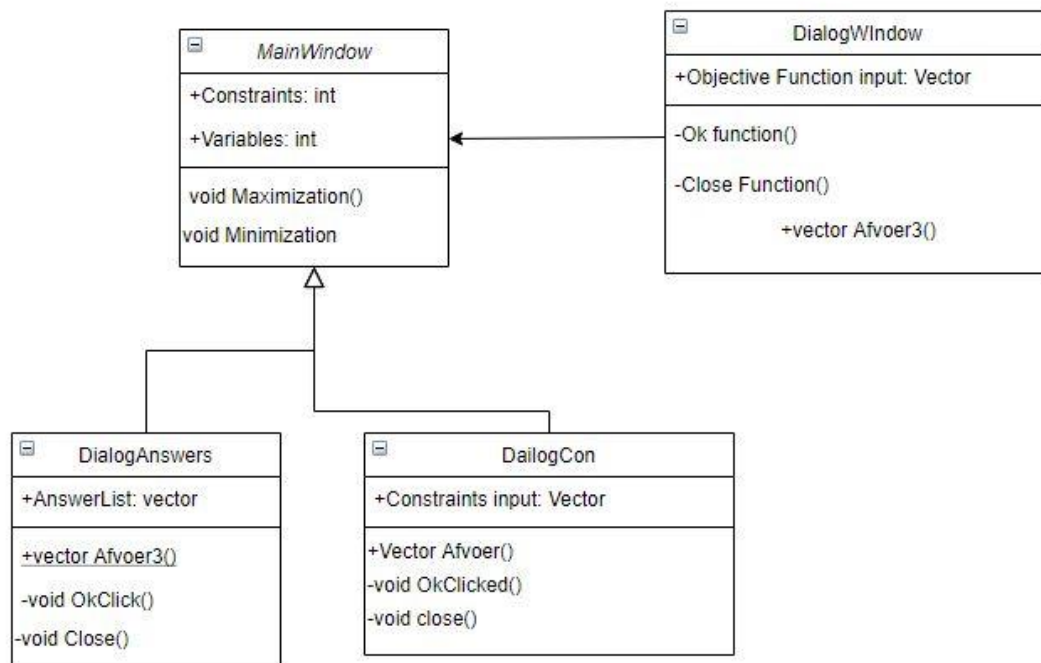 MainWindow
+Constraints: int
+Variables: int
void Maximization()
void Minimization
DialogWIndow
+Objective Function input: Vector
-Ok function()
-Close Function()
+vector Afvoer3()
DialogAnswers
+AnswerList: vector
+vector Afvoer3()
-void OkClick()
-void Close()
DailogCon
+Constraints input: Vector
+Vector Afvoer()
-void OkClicked()
-void close()